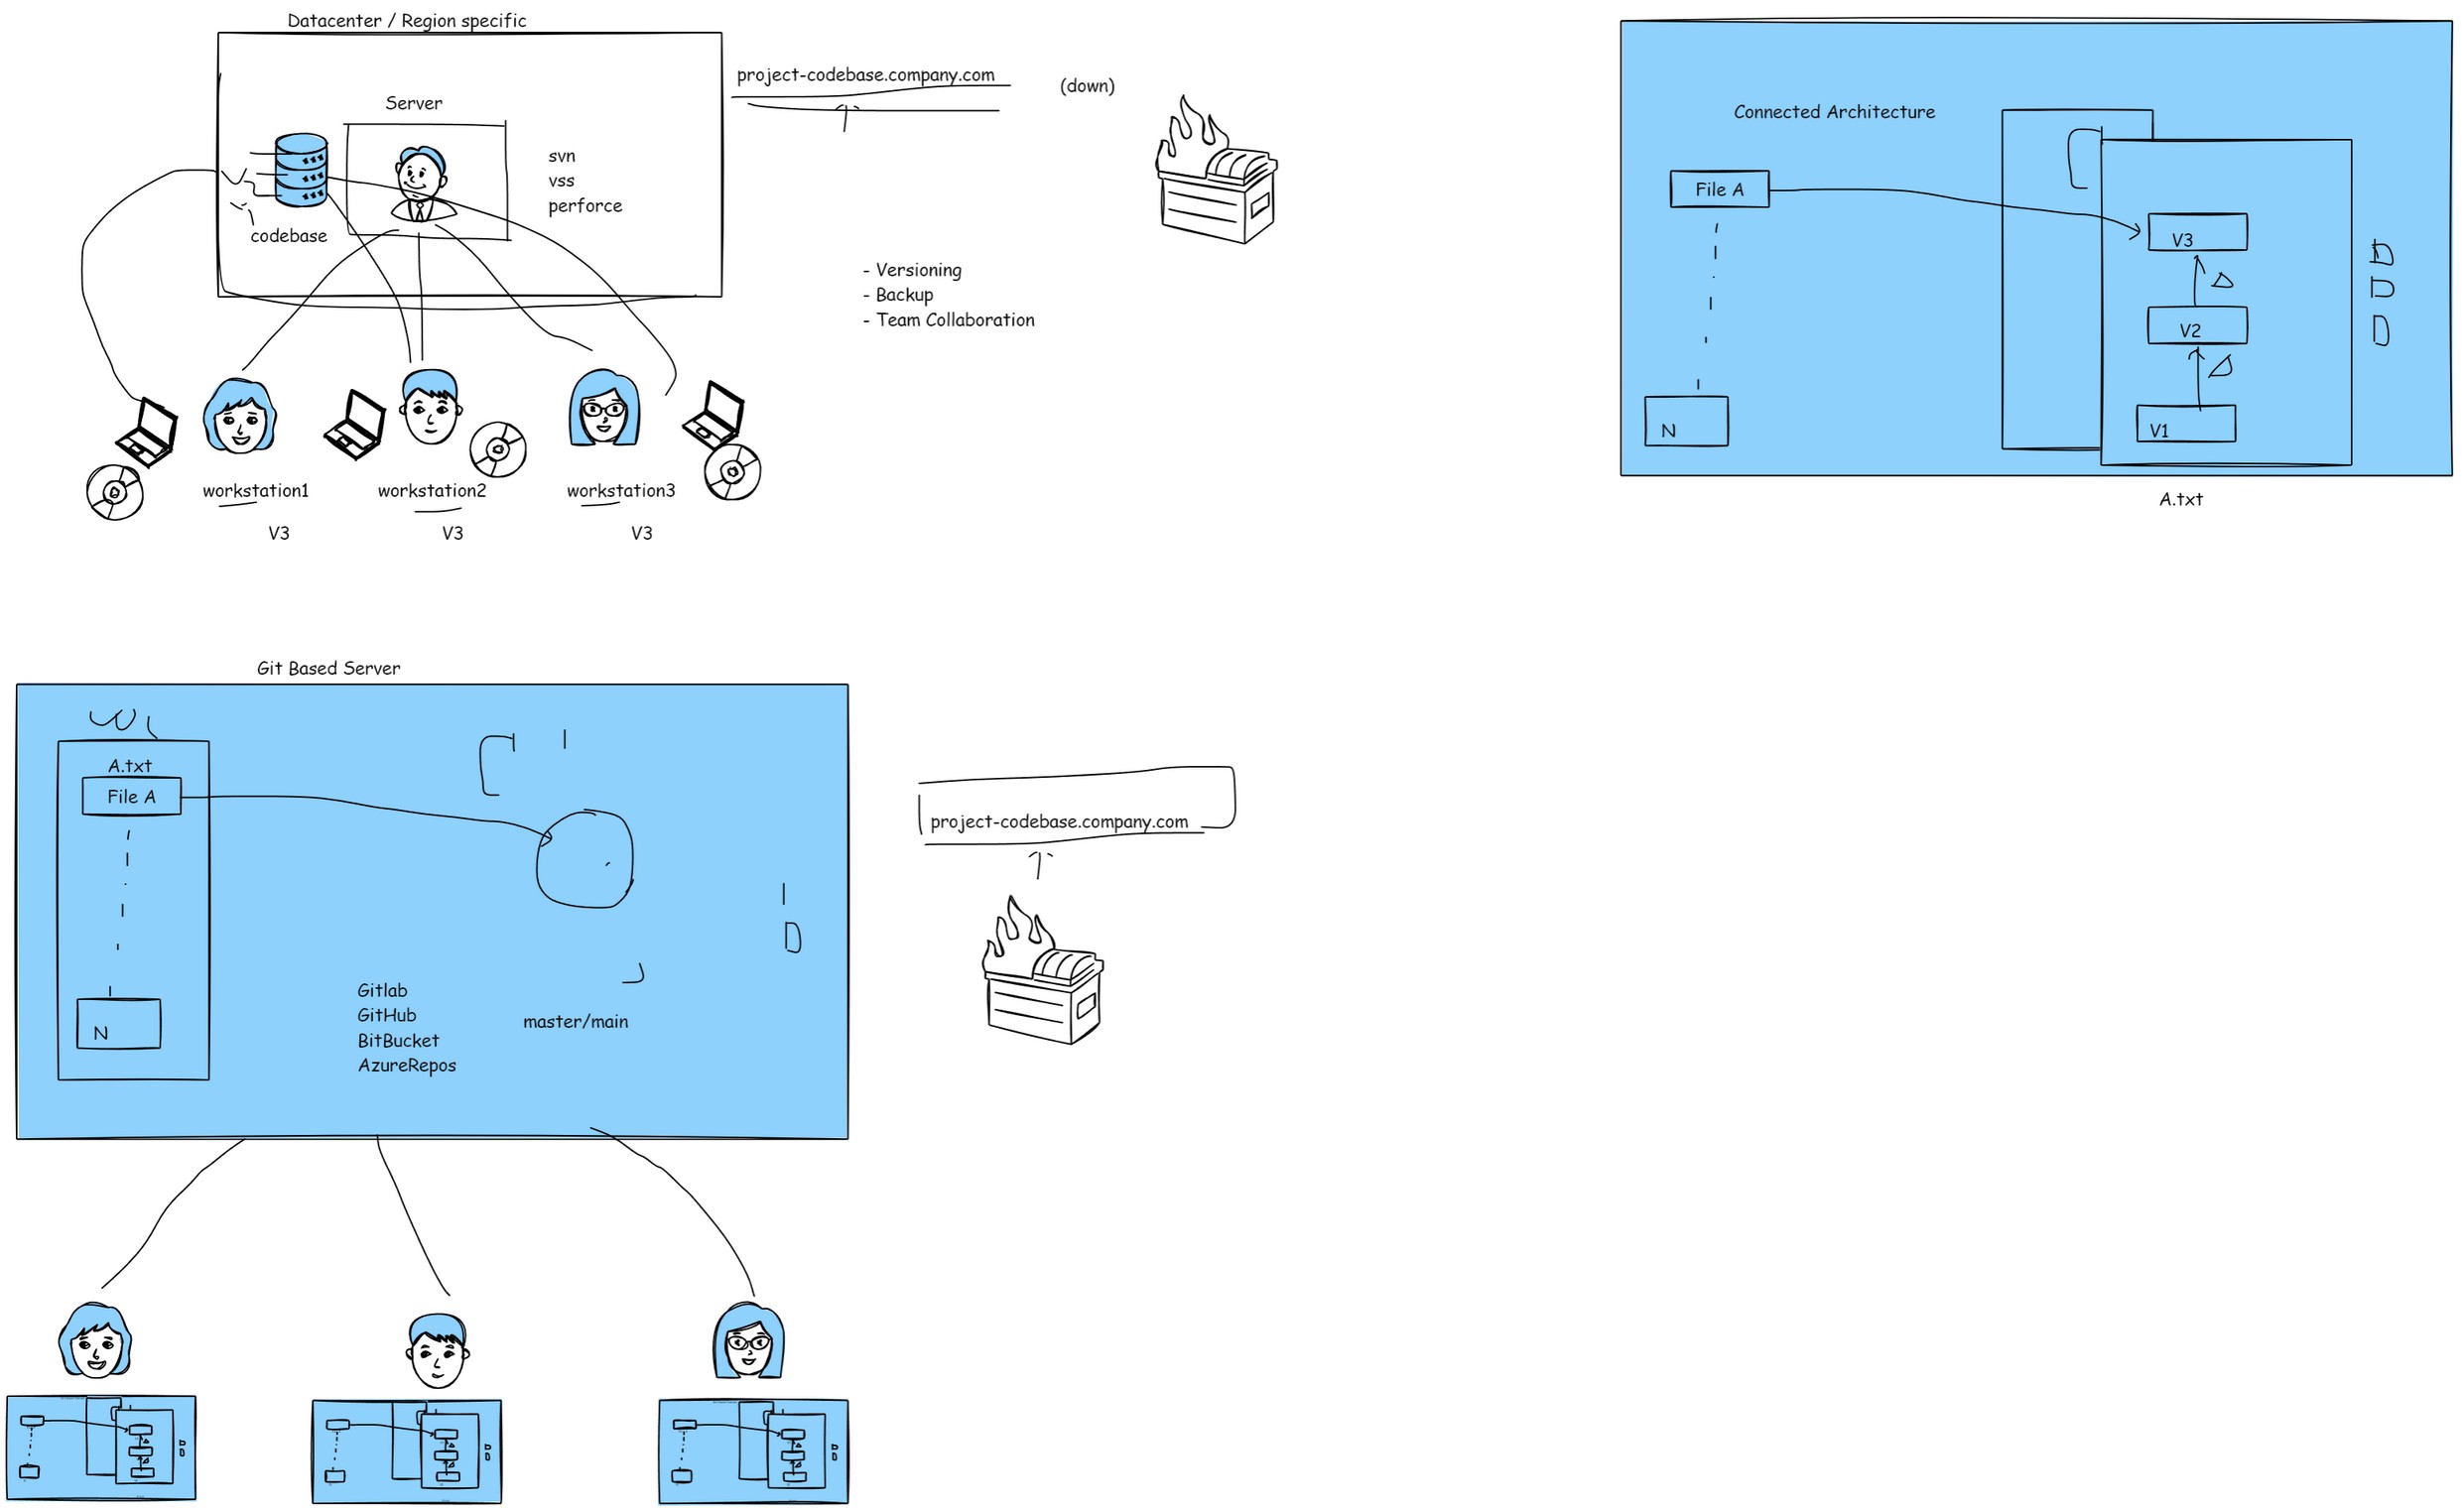 Datacenter / Region specific
Server
svn
vss
perforce
codebase
project-codebase.company.com
(down)
- Versioning
- Backup
- Team Collaboration
workstation1
workstation2
workstation3
V3
V3
V3
Connected Architecture
File A
N
V3
V2
V1
D
D
D
A.txt
Git Based Server
A.txt
File A
N
Gitlab
GitHub
BitBucket
AzureRepos
master/main
D
project-codebase.company.com